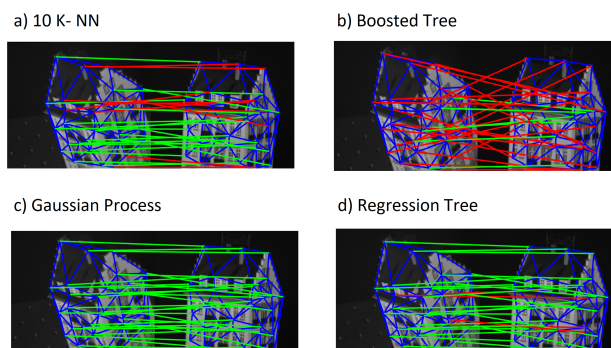 a) 10 K- NN
b) Boosted Tree
c) Gaussian Process
d) Regression Tree